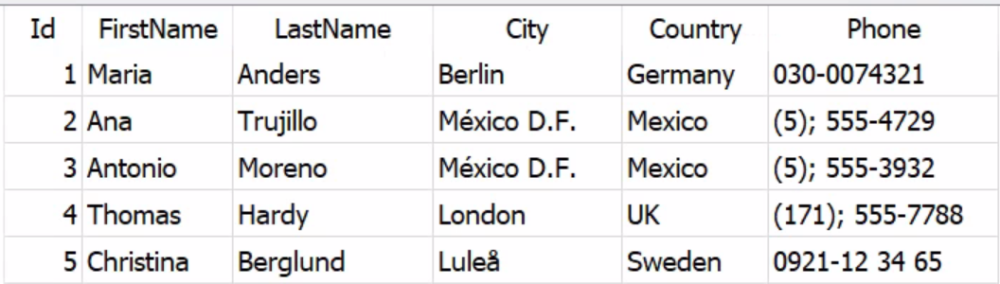 Id FirstName LastName City Country Phone
1 Maria Anders Berlin Germany 030-0074321
2 Ana Trujillo México D.F. Mexico (5); 555-4729
3 Antonio Moreno México D.F. Mexico (5); 555-3932
4 Thomas Hardy London UK (171); 555-7788
5 Christina Berglund Luleå Sweden 0921-12 34 65